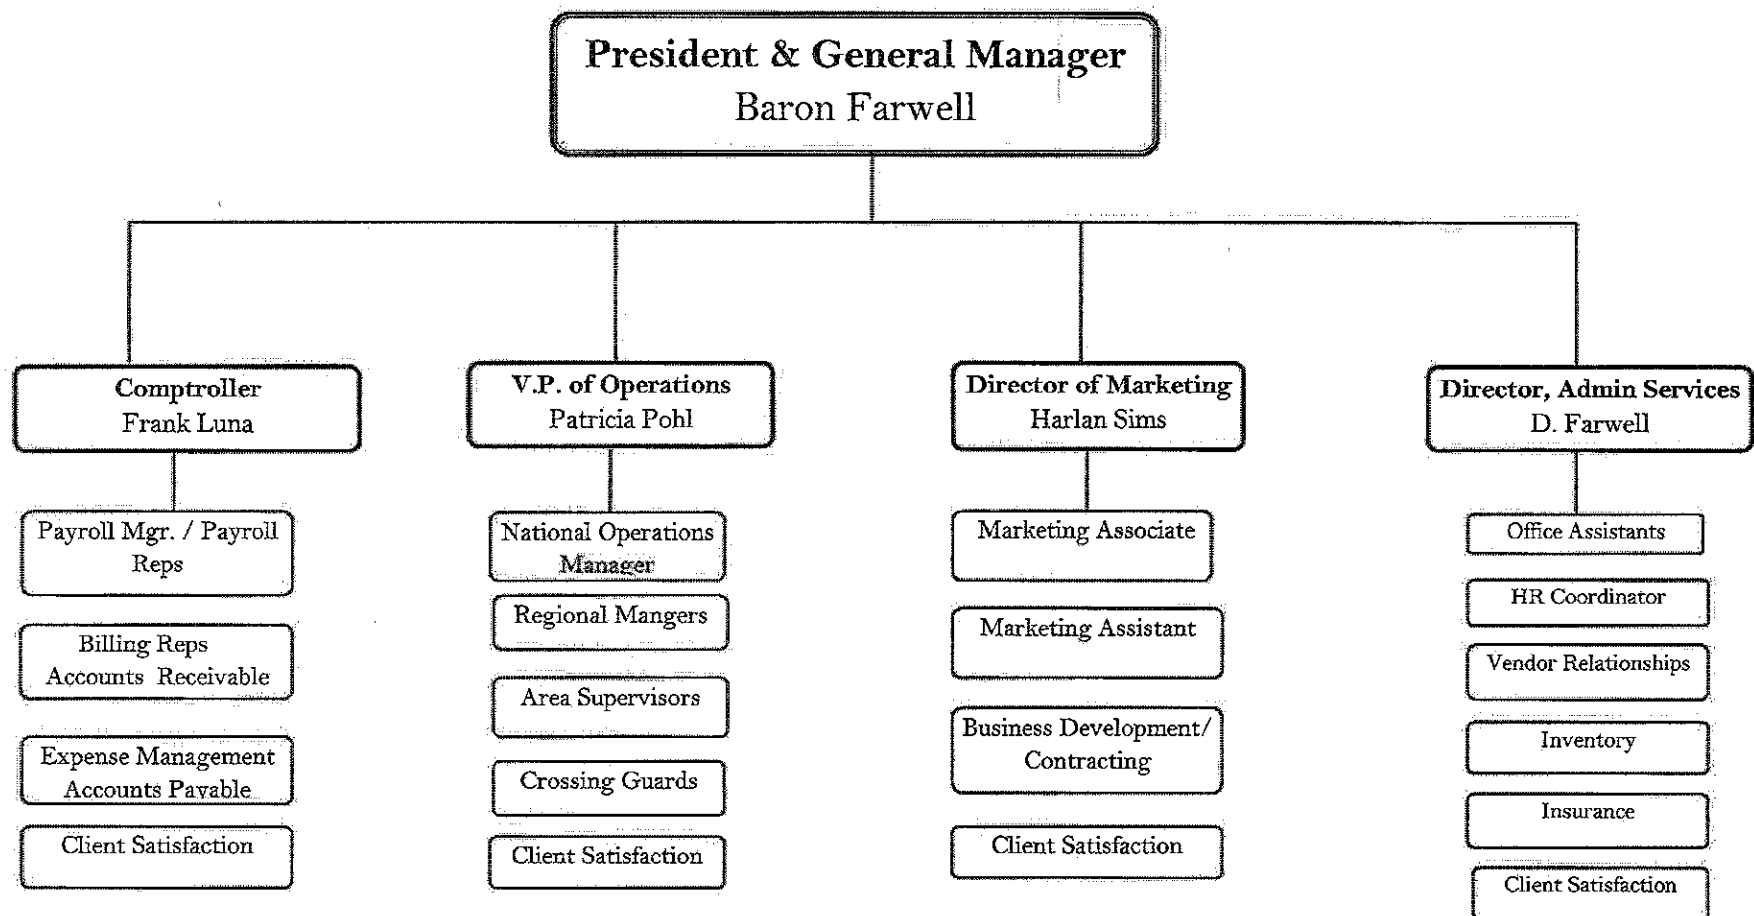 President & General Manager
Baron Farwell
Comptroller
Frank Luna
Payroll Mgr. / Payroll
Reps
Billing Reps
Accounts Receivable
Expense Management
Accounts Payable
Client Satisfaction
V.P. of Operations
Patricia Pohl
National Operations
Manager
Regional Mangers
Area Supervisors
Crossing Guards
Client Satisfaction
Director of Marketing
Harlan Sims
Marketing Associate
Marketing Assistant
Business Development/
Contracting
Client Satisfaction
Director, Admin Services
D. Farwell
Office Assistants
HR Coordinator
Vendor Relationships
Inventory
Insurance
Client Satisfaction